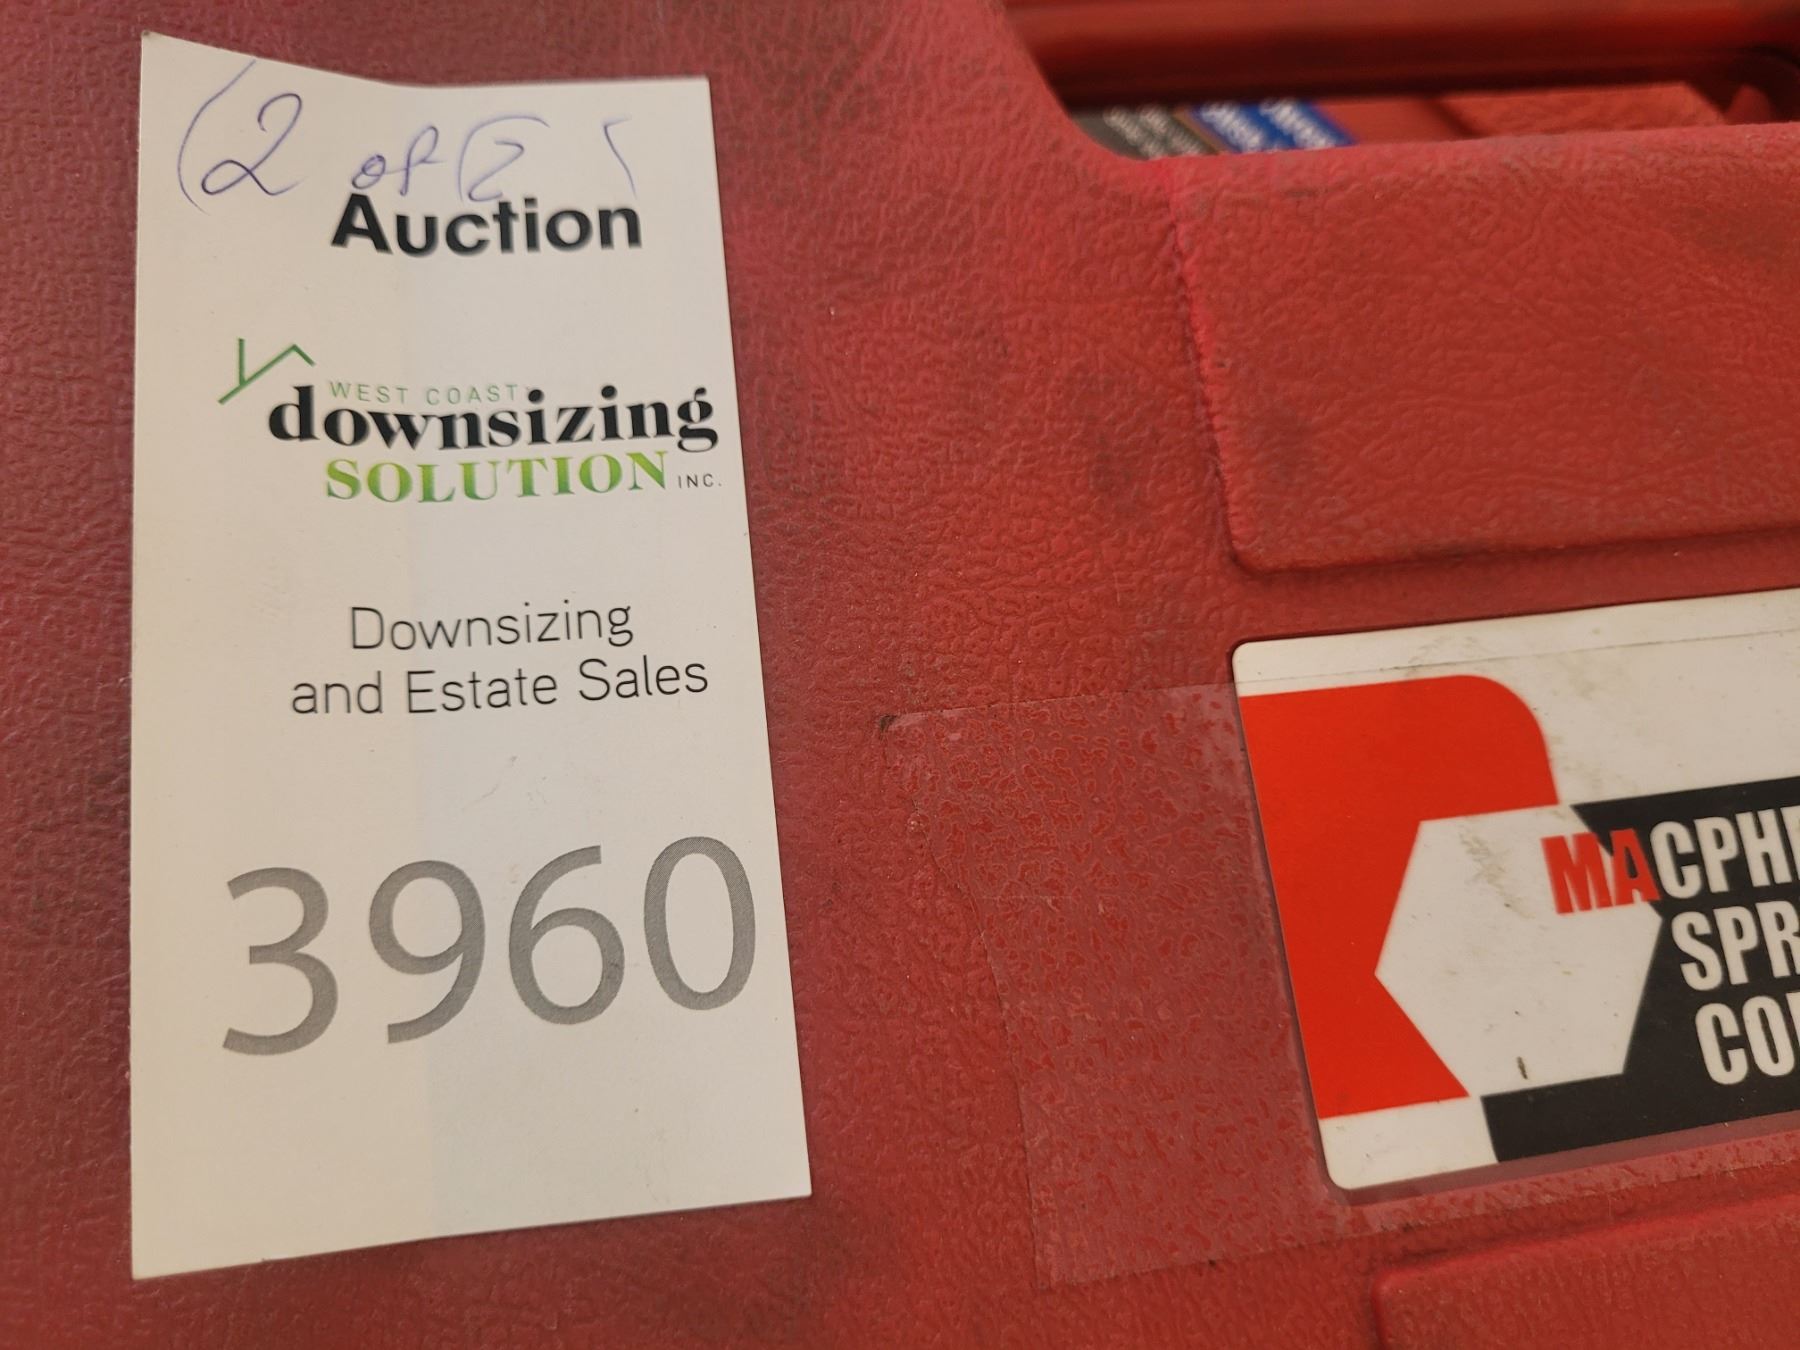 (2 of 2)
Auction
WEST COAST
downsizing
SOLUTION INC.
Downsizing
and Estate Sales
3960
MACPHE
SPR
CO